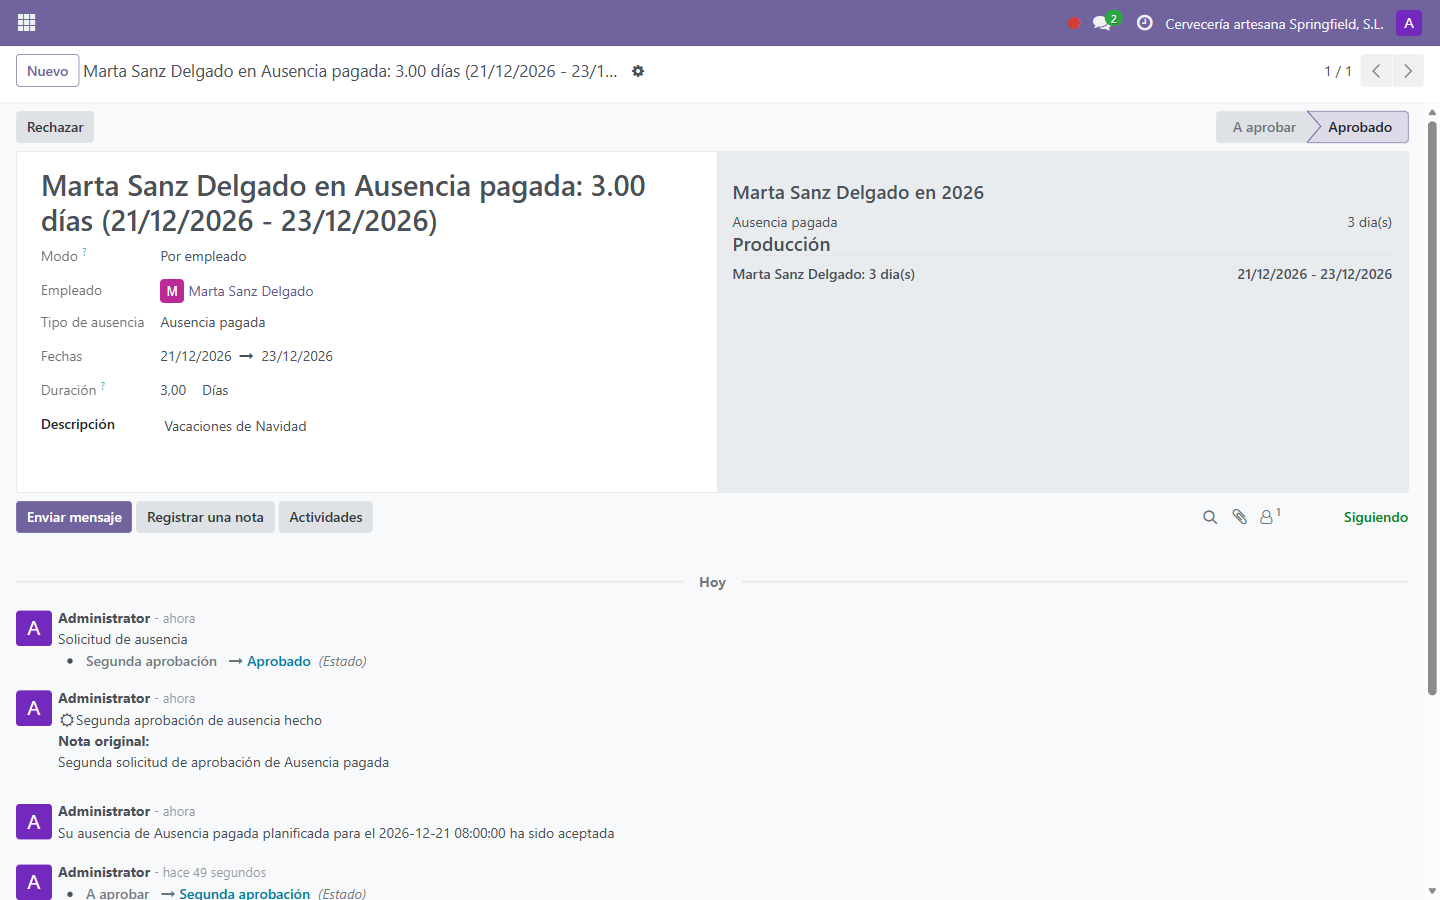 2
Cervecería artesana Springfield, S.L.
A
Nuevo
Marta Sanz Delgado en Ausencia pagada: 3.00 días (21/12/2026 - 23/1...
1 / 1
Rechazar
A aprobar
Aprobado
Marta Sanz Delgado en Ausencia pagada: 3.00
días (21/12/2026 - 23/12/2026)
Modo ?
Por empleado
Empleado
M
Marta Sanz Delgado
Tipo de ausencia
Ausencia pagada
Fechas
21/12/2026 → 23/12/2026
Duración ?
3,00 Días
Descripción
Vacaciones de Navidad
Marta Sanz Delgado en 2026
Ausencia pagada
3 dia(s)
Producción
Marta Sanz Delgado: 3 dia(s)
21/12/2026 - 23/12/2026
Enviar mensaje
Registrar una nota
Actividades
1
Siguiendo
Hoy
A
Administrator - ahora
Solicitud de ausencia
• Segunda aprobación → Aprobado (Estado)
A
Administrator - ahora
Segunda aprobación de ausencia hecho
Nota original:
Segunda solicitud de aprobación de Ausencia pagada
A
Administrator - ahora
Su ausencia de Ausencia pagada planificada para el 2026-12-21 08:00:00 ha sido aceptada
A
Administrator - hace 49 segundos
• A aprobar → Segunda aprobación (Estado)